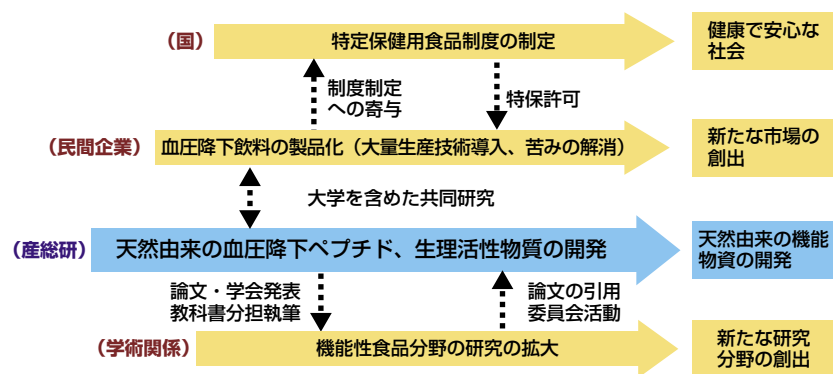 （国）
特定保健用食品制度の制定
健康で安心な
社会
制度制定
への寄与
特保許可
（民間企業）
血圧降下飲料の製品化（大量生産技術導入、苦みの解消）
新たな市場の
創出
大学を含めた共同研究
（産総研）
天然由来の血圧降下ペプチド、生理活性物質の開発
天然由来の機能
物資の開発
論文・学会発表
教科書分担執筆
論文の引用
委員会活動
（学術関係）
機能性食品分野の研究の拡大
新たな研究
分野の創出